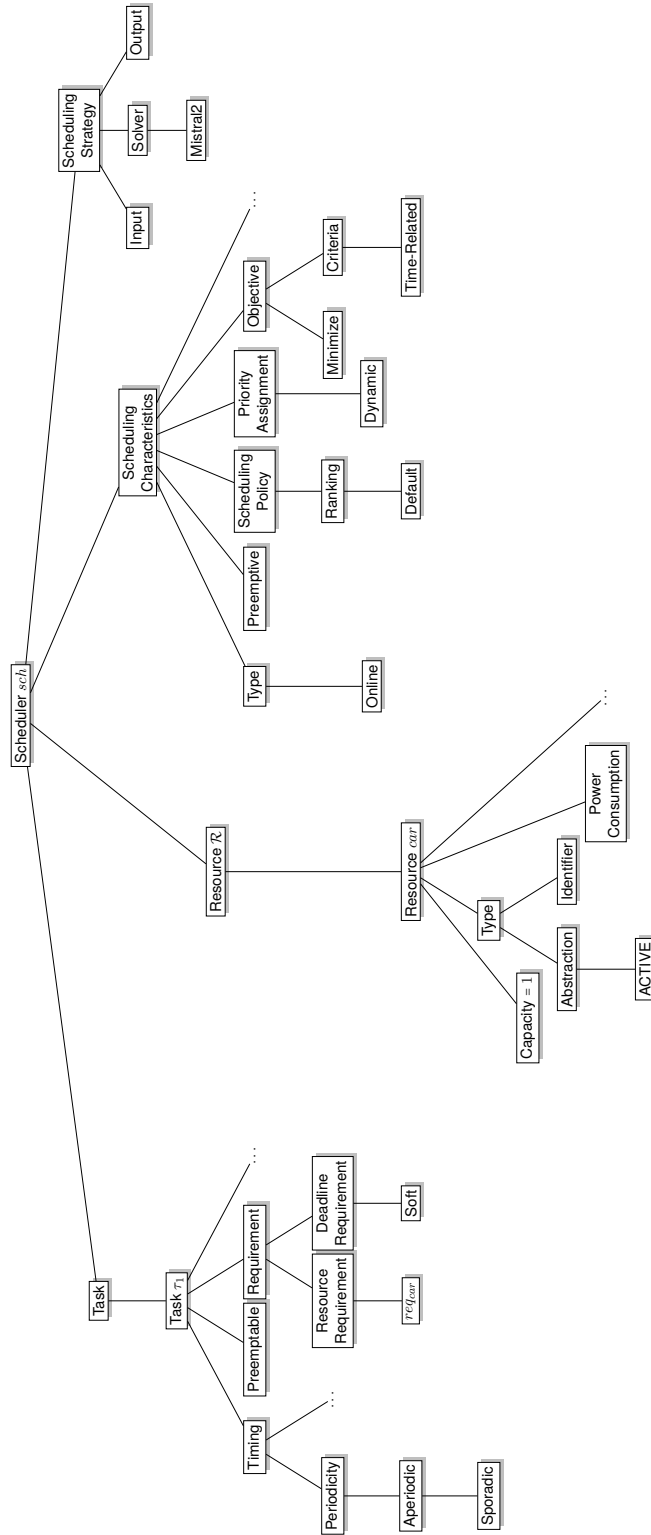 Scheduler sch
Task
Task τ1
Timing
Periodicity
Aperiodic
Sporadic
...
Preemptable
Requirement
Resource
Requirement
req_car
Deadline
Requirement
Soft
...
Resource R
Resource car
Capacity = 1
Type
Abstraction
ACTIVE
Identifier
Power
Consumption
...
Scheduling
Characteristics
Type
Online
Preemptive
Scheduling
Policy
Ranking
Default
Priority
Assignment
Dynamic
Objective
Minimize
Criteria
Time-Related
...
Scheduling
Strategy
Input
Solver
Mistral2
Output